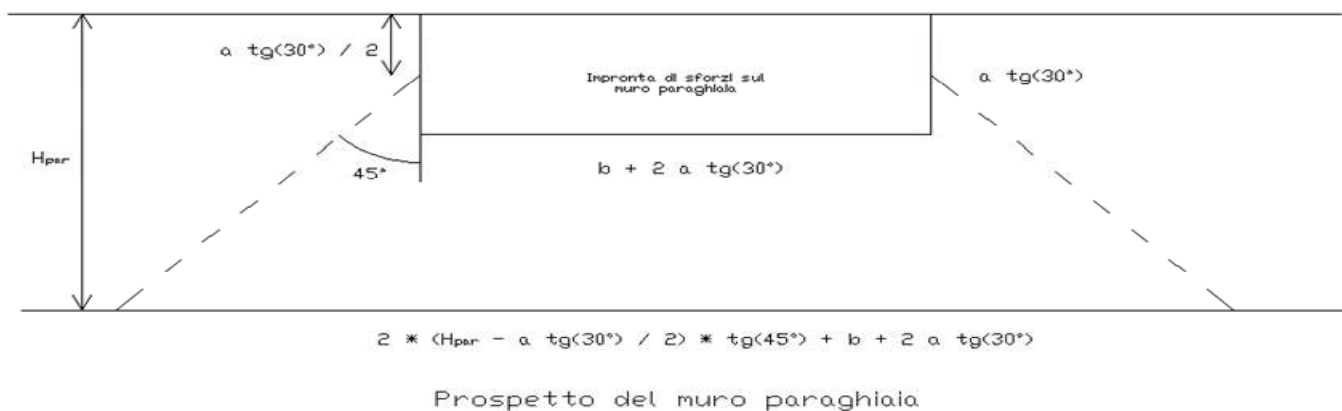 a tg(30°) / 2
Impronta di sforzi sul
muro paraghiaia
a tg(30°)
Hpar
45°
b + 2 a tg(30°)
2 * (Hpar - a tg(30°) / 2) * tg(45°) + b + 2 a tg(30°)
Prospetto del muro paraghiaia